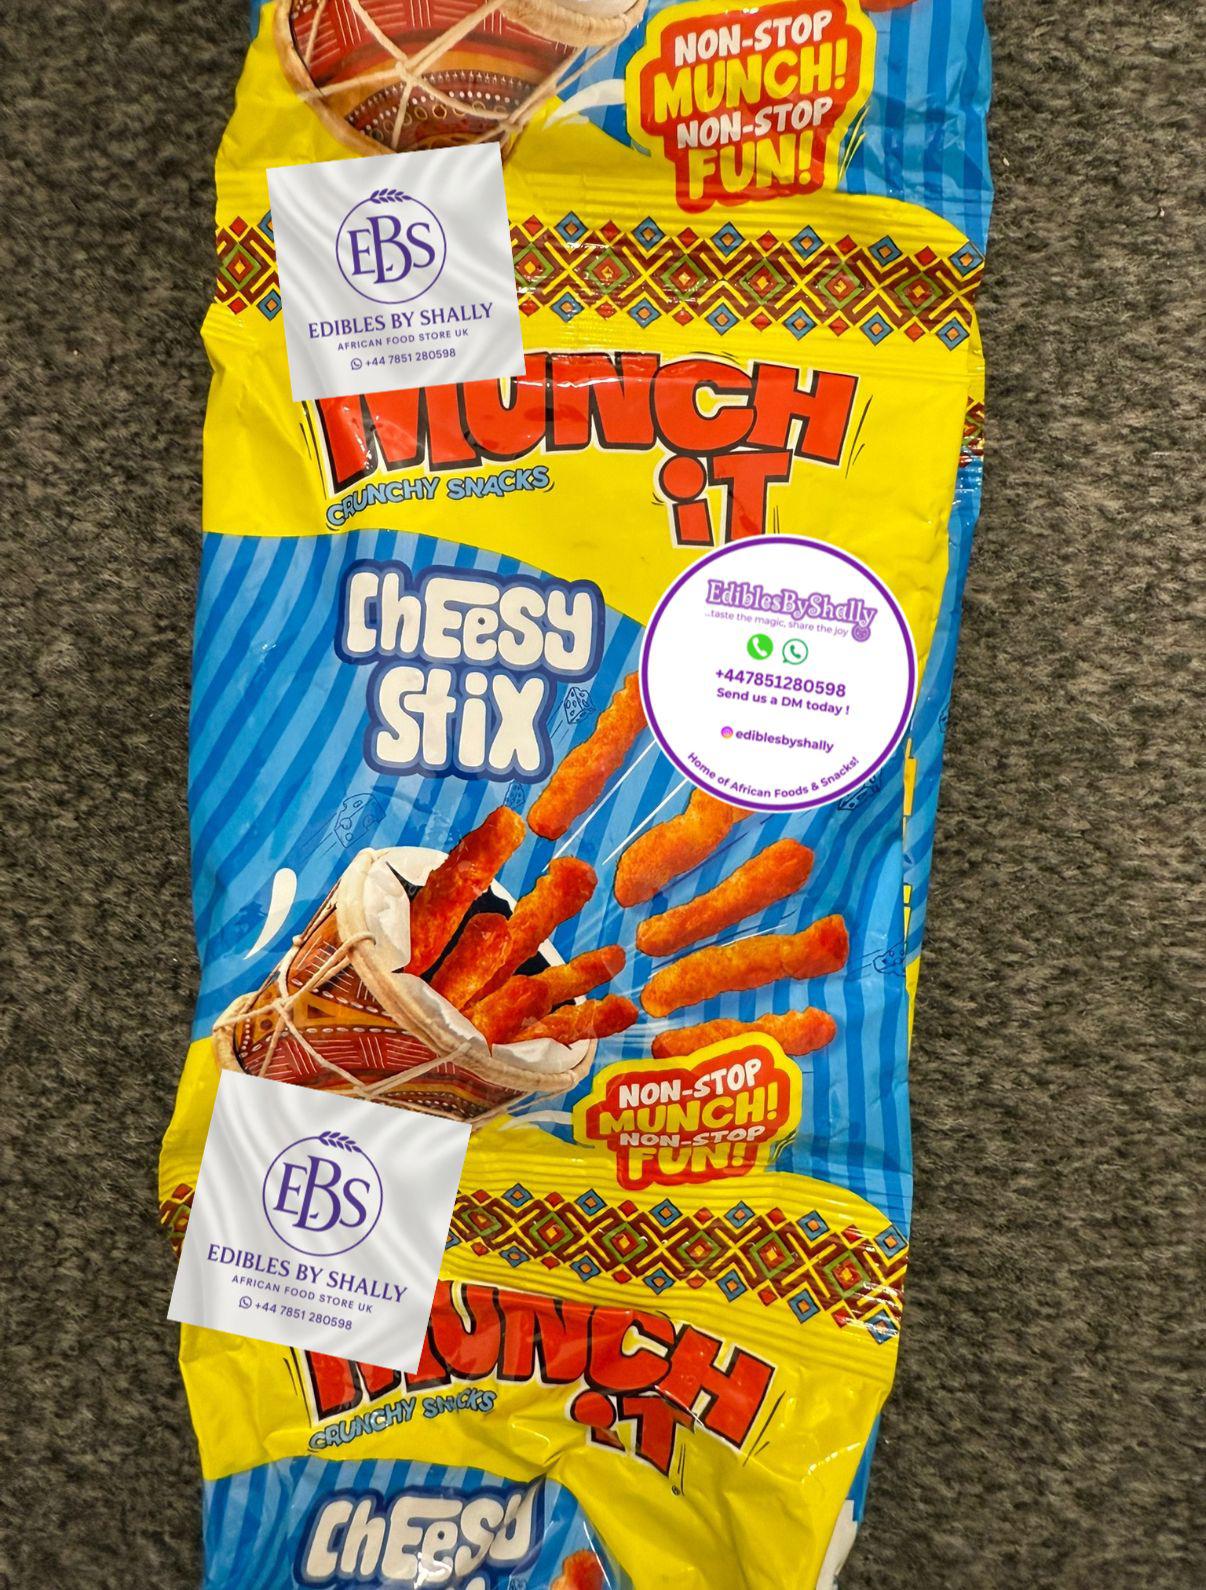 NON-STOP
MUNCH!
NON-STOP
FUN!
EBS
EDIBLES BY SHALLY
AFRICAN FOOD STORE UK
+44 7851 280598
MUNCH
iT
CRUNCHY SNACKS
ChEeSy
StiX
EdiblesByShally
...taste the magic, share the joy
+447851280598
Send us a DM today !
ediblesbyshally
Home of African Foods & Snacks!
NON-STOP
MUNCH!
NON-STOP
FUN!
EBS
EDIBLES BY SHALLY
AFRICAN FOOD STORE UK
+44 7851 280598
MUNCH
iT
CRUNCHY SNACKS
ChEeSy